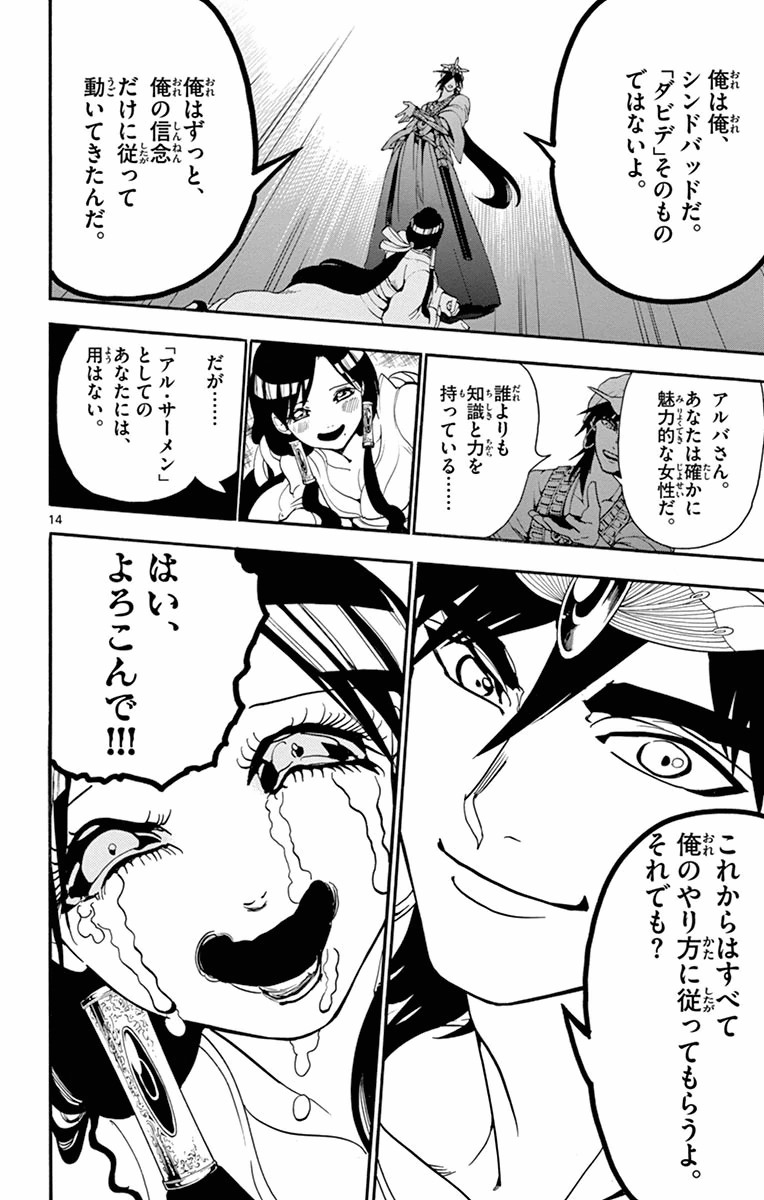 俺は俺、
シンドバッドだ。
「ダビデ」そのもの
ではないよ。
俺はずっと、
俺の信念
だけに従って
動いてきたんだ。
アルバさん。
あなたは確かに
魅力的な女性だ。
誰よりも
知識と力を
持っている……
だが……
「アル・サーメン」
としての
あなたには、
用はない。
14
これからはすべて
俺のやり方に従ってもらうよ。
それでも？
はい、
よろこんで!!!